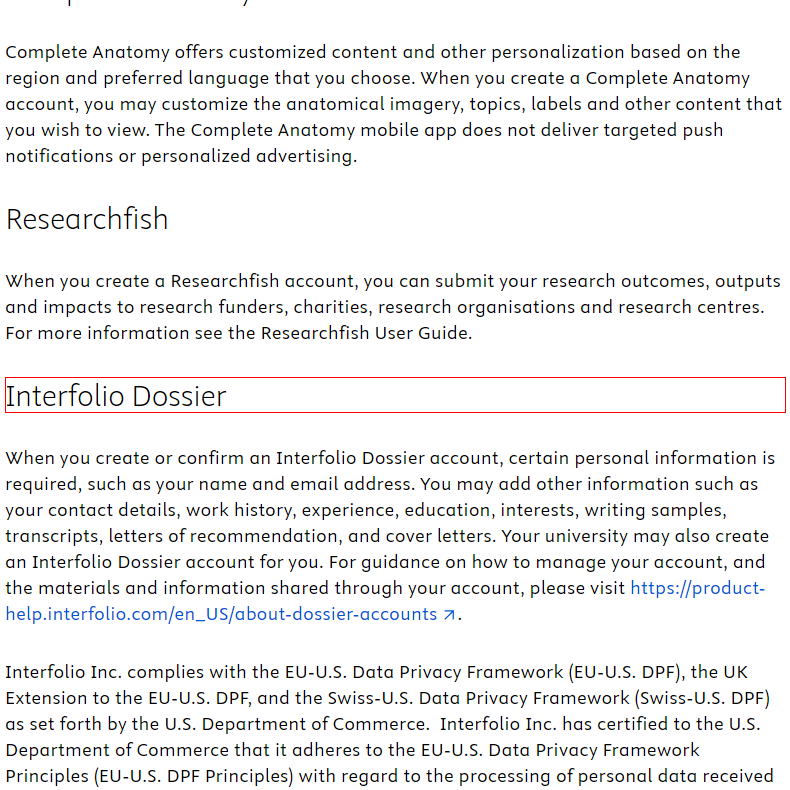 Complete Anatomy offers customized content and other personalization based on the
region and preferred language that you choose. When you create a Complete Anatomy
account, you may customize the anatomical imagery, topics, labels and other content that
you wish to view. The Complete Anatomy mobile app does not deliver targeted push
notifications or personalized advertising.
Researchfish
When you create a Researchfish account, you can submit your research outcomes, outputs
and impacts to research funders, charities, research organisations and research centres.
For more information see the Researchfish User Guide.
Interfolio Dossier
When you create or confirm an Interfolio Dossier account, certain personal information is
required, such as your name and email address. You may add other information such as
your contact details, work history, experience, education, interests, writing samples,
transcripts, letters of recommendation, and cover letters. Your university may also create
an Interfolio Dossier account for you. For guidance on how to manage your account, and
the materials and information shared through your account, please visit https://product-
help.interfolio.com/en_US/about-dossier-accounts ↗.
Interfolio Inc. complies with the EU-U.S. Data Privacy Framework (EU-U.S. DPF), the UK
Extension to the EU-U.S. DPF, and the Swiss-U.S. Data Privacy Framework (Swiss-U.S. DPF)
as set forth by the U.S. Department of Commerce.  Interfolio Inc. has certified to the U.S.
Department of Commerce that it adheres to the EU-U.S. Data Privacy Framework
Principles (EU-U.S. DPF Principles) with regard to the processing of personal data received